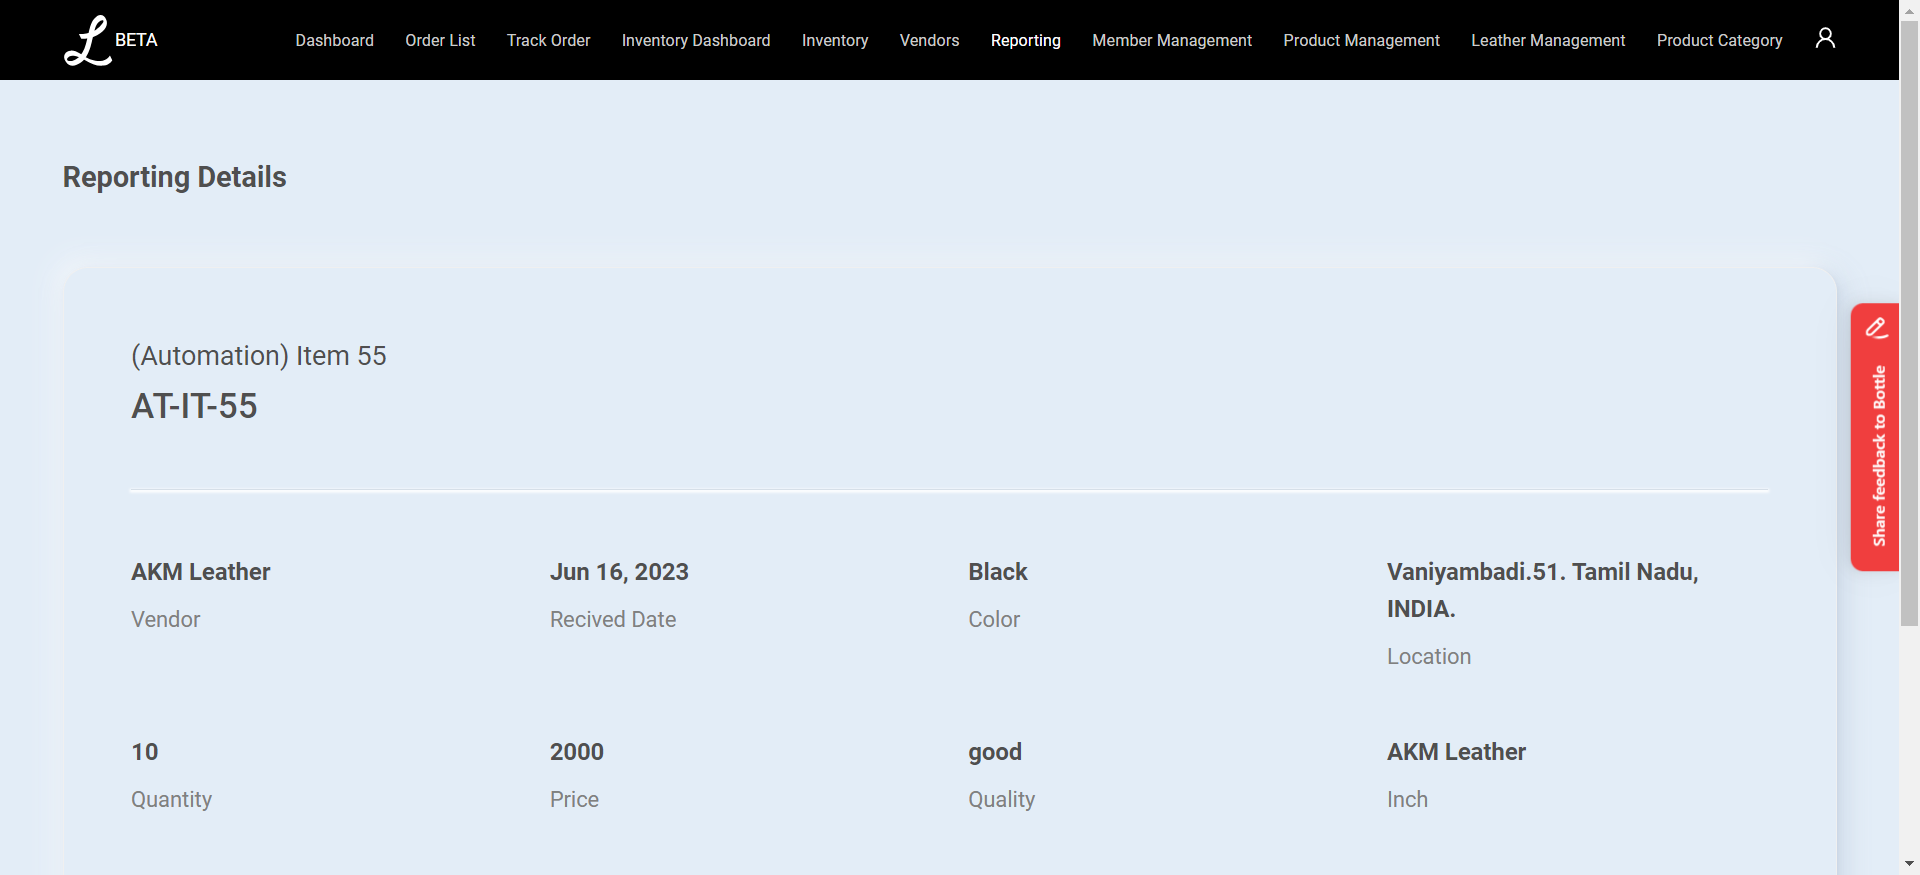 L BETA
Dashboard Order List Track Order Inventory Dashboard Inventory Vendors Reporting Member Management Product Management Leather Management Product Category
Reporting Details
(Automation) Item 55
AT-IT-55
AKM Leather
Vendor
Jun 16, 2023
Recived Date
Black
Color
Vaniyambadi.51. Tamil Nadu,
INDIA.
Location
10
Quantity
2000
Price
good
Quality
AKM Leather
Inch
Share feedback to Bottle